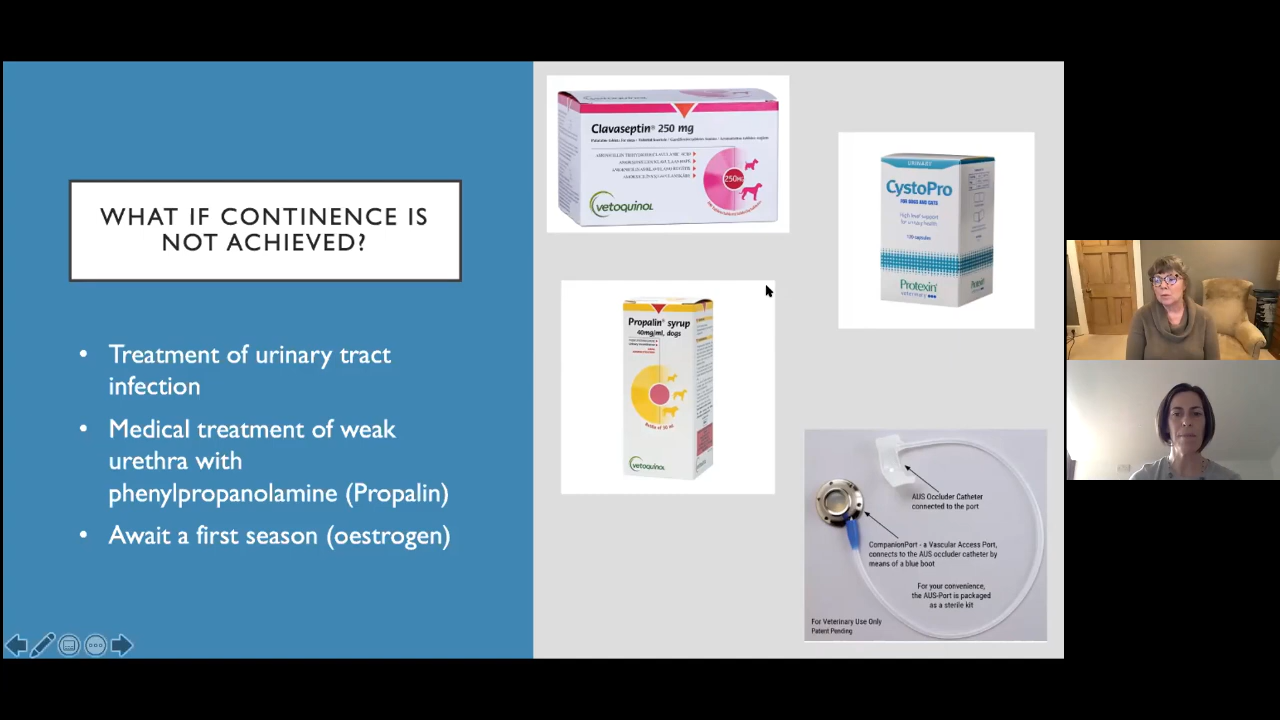 WHAT IF CONTINENCE IS
NOT ACHIEVED?
• Treatment of urinary tract
infection
• Medical treatment of weak
urethra with
phenylpropanolamine (Propalin)
• Await a first season (oestrogen)
vetoquinol
Clavaseptin® 250 mg
250MG
vetoquinol
URINARY
CystoPro
FOR DOGS AND CATS
high level support
for urinary health
120 capsules
Protexin
veterinary
Protexin
Propalin® syrup
40mg/ml, dogs
vetoquinol
AUS Occluder Catheter
connected to the port
CompanionPort - a Vascular Access Port,
connects to the AUS occluder catheter by
means of a blue boot
For your convenience,
the AUS-Port is packaged
as a sterile kit
For Veterinary Use Only
Patent Pending